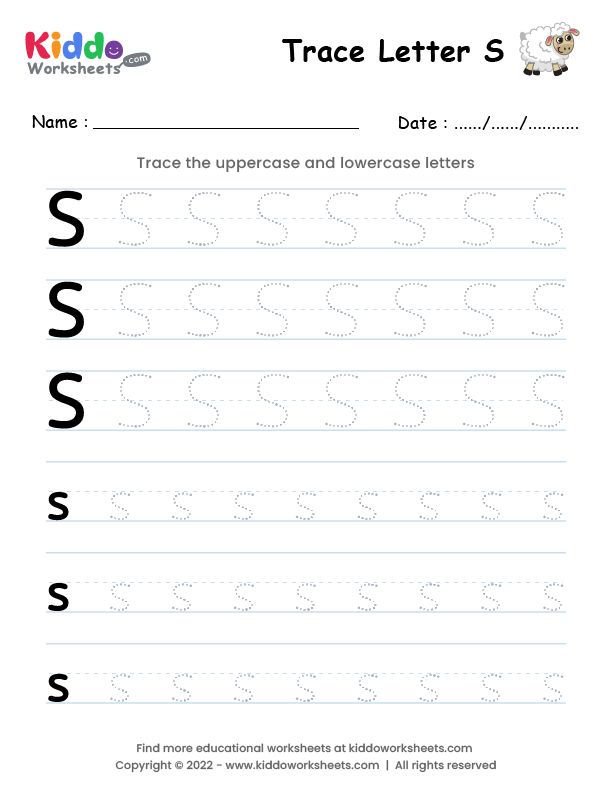 Kiddo
Worksheets .com
Trace Letter S
Name : Date : ....../....../...........
Trace the uppercase and lowercase letters
S S S S S S S S
S S S S S S S S
S S S S S S S S
s s s s s s s s s
s s s s s s s s s
s s s s s s s s s
Find more educational worksheets at kiddoworksheets.com
Copyright © 2022 - www.kiddoworksheets.com | All rights reserved